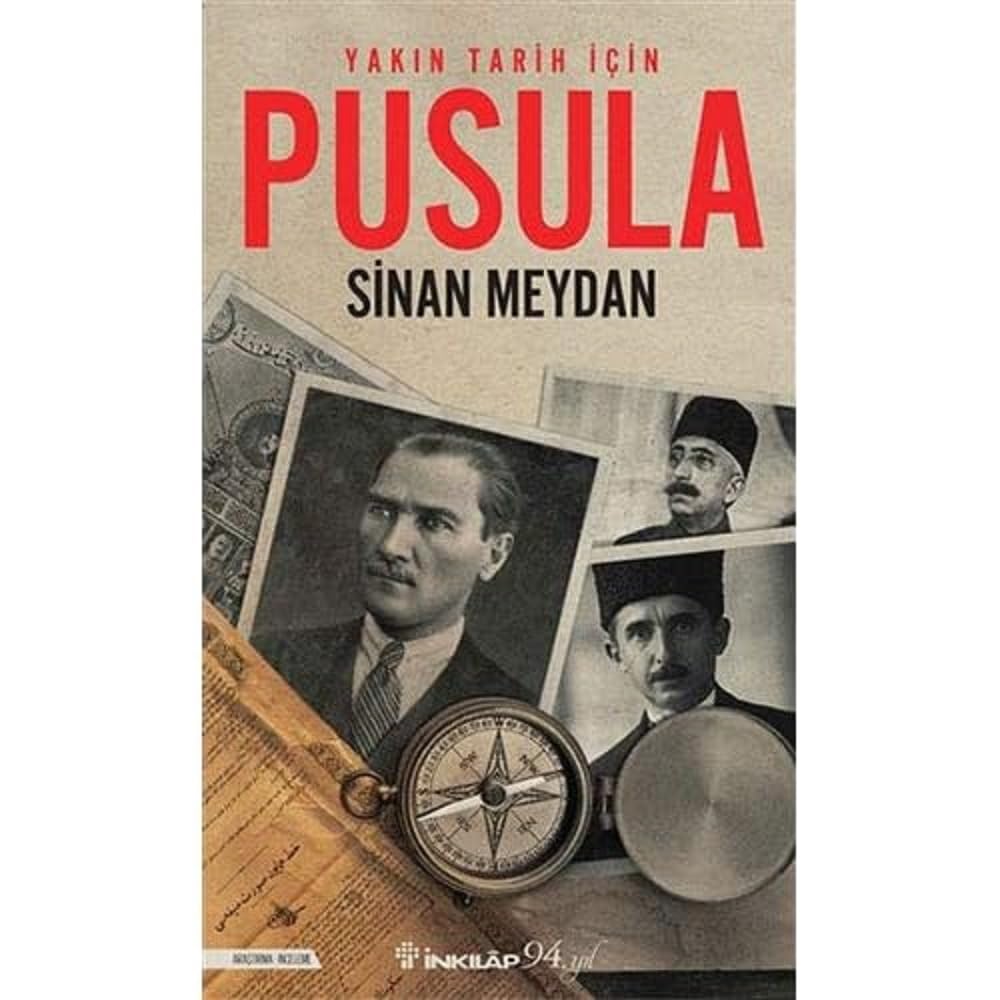 YAKIN TARİH İÇİN
PUSULA
SİNAN MEYDAN
ARAŞTIRMA - İNCELEME
İNKILÂP 94.yıl